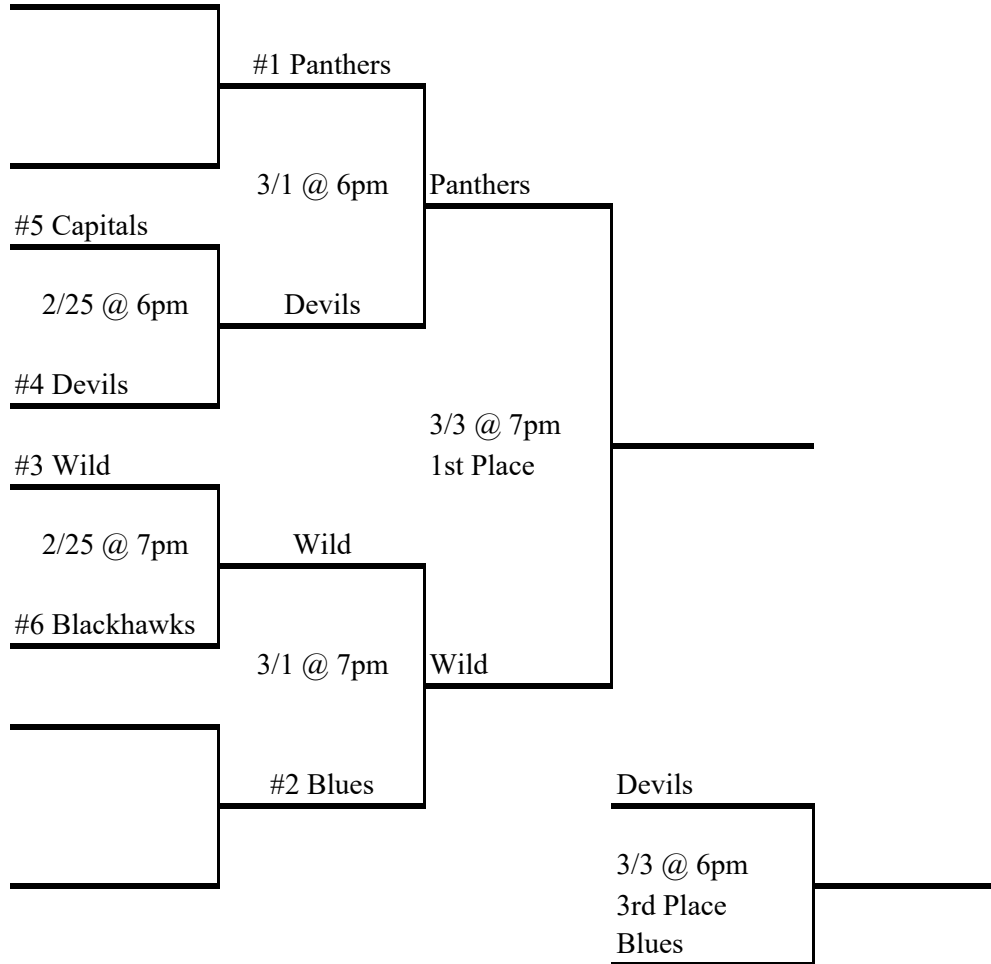 #1 Panthers
3/1 @ 6pm
Panthers
#5 Capitals
2/25 @ 6pm
Devils
#4 Devils
3/3 @ 7pm
1st Place
#3 Wild
2/25 @ 7pm
Wild
#6 Blackhawks
3/1 @ 7pm
Wild
#2 Blues
Devils
3/3 @ 6pm
3rd Place
Blues